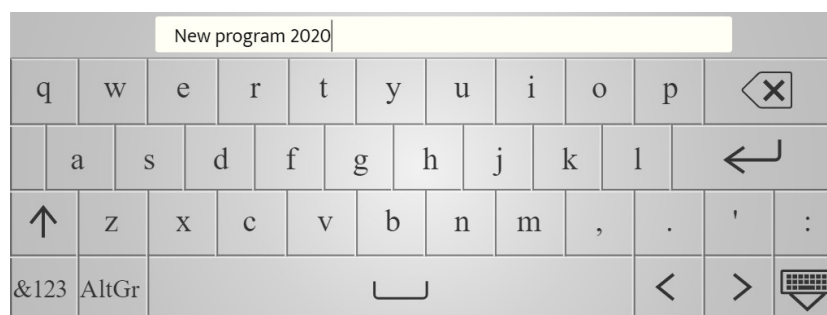 New program 2020
q w e r t y u i o p
a s d f g h j k l
z x c v b n m , . ' :
&123 AltGr < >